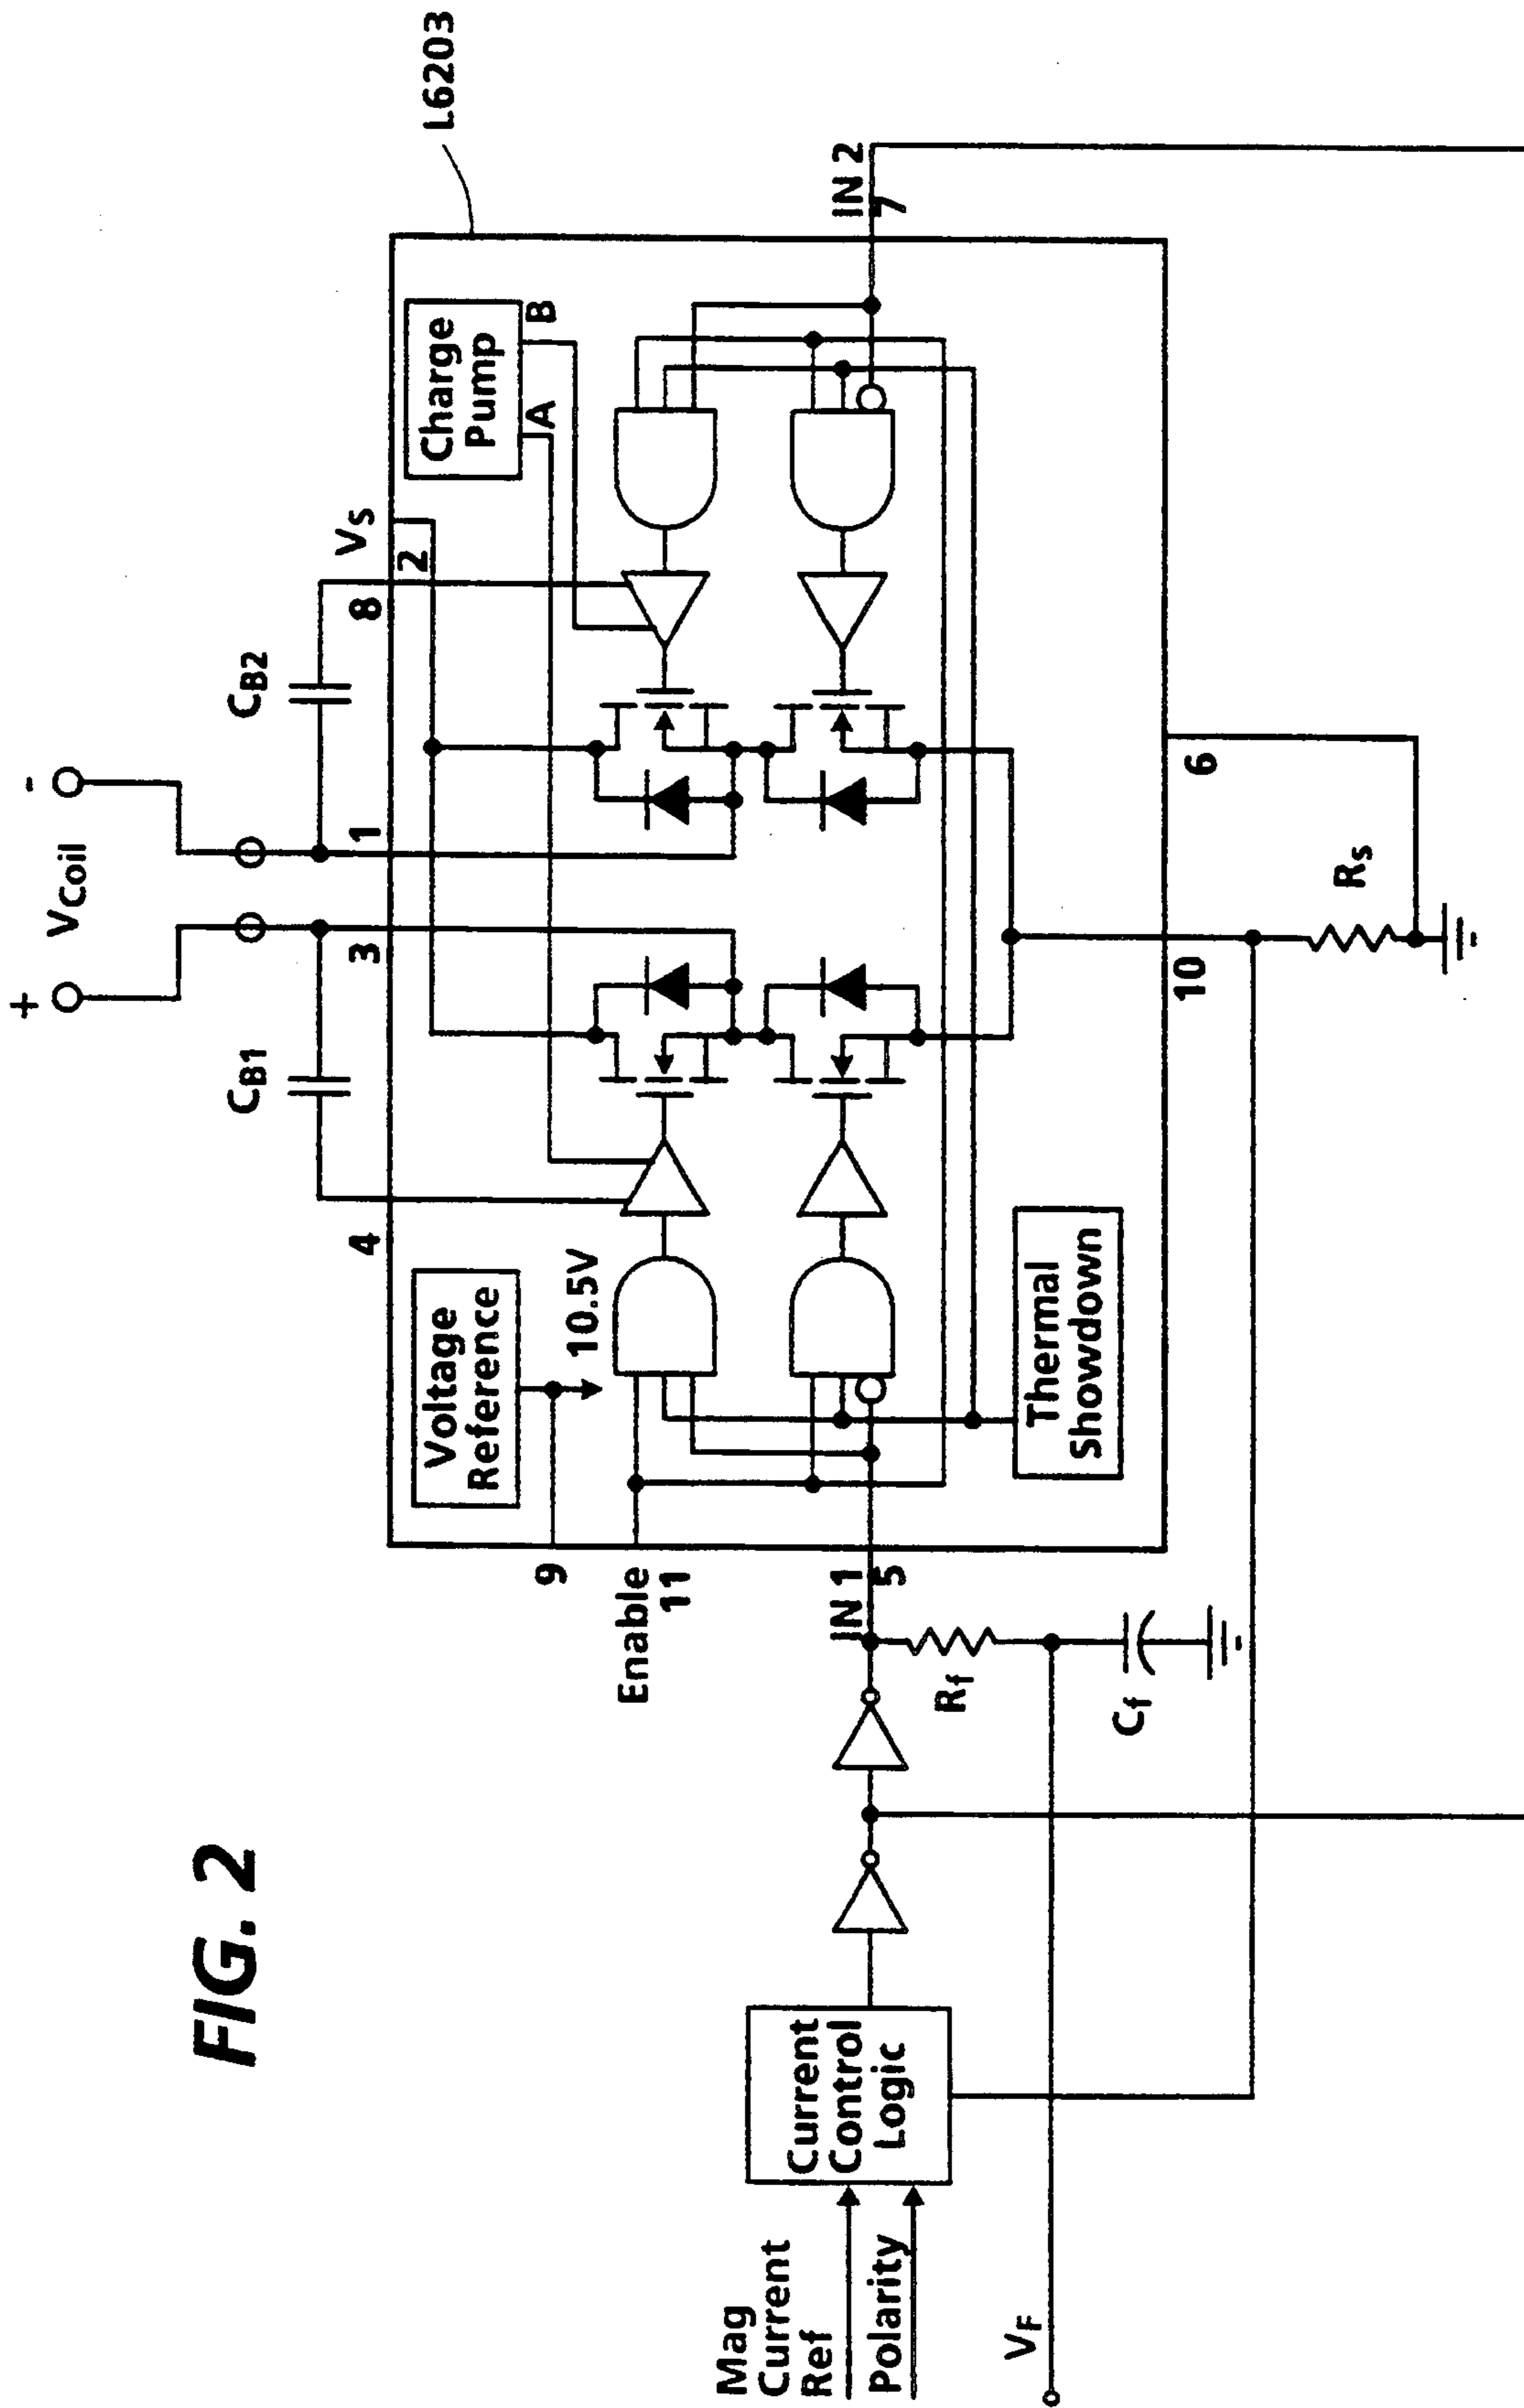 FIG. 2
+
VCoil
-
CB1
CB2
4
3
1
8
VS
2
L6203
Voltage
Reference
Charge
Pump
A
B
9
10.5V
Enable
11
IN 1
5
IN 2
7
Thermal
Showdown
10
6
Rs
Rf
Cf
Mag
Current
Ref
Polarity
Current
Control
Logic
VF